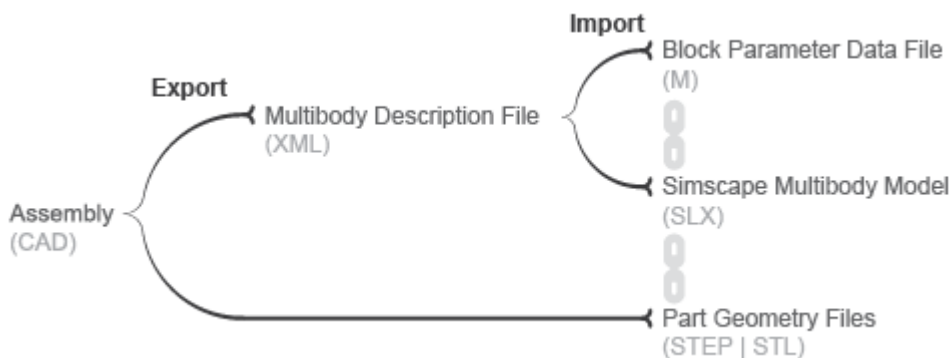 Import
Block Parameter Data File
(M)
Export
Multibody Description File
(XML)
Simscape Multibody Model
(SLX)
Assembly
(CAD)
Part Geometry Files
(STEP | STL)